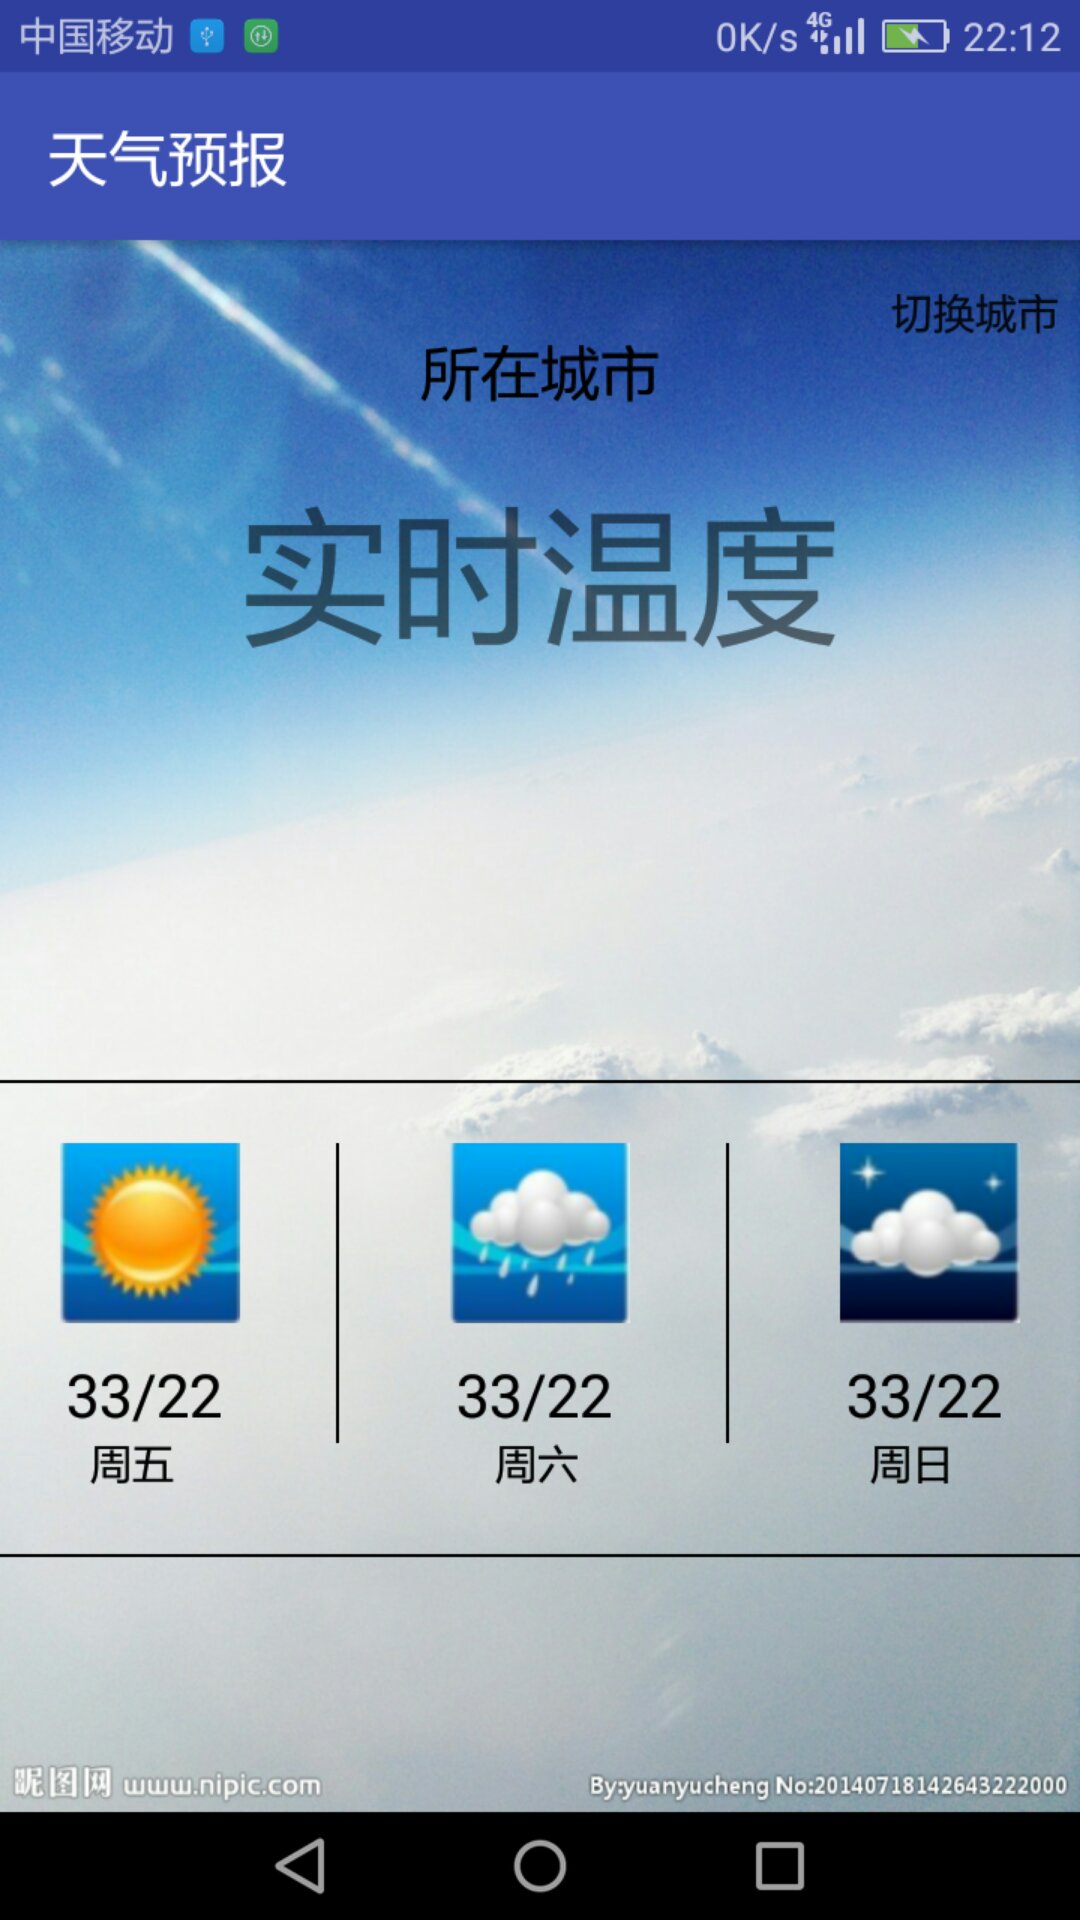 中国移动 0K/s 4G 22:12
天气预报
切换城市
所在城市
实时温度
33/22 33/22 33/22
周五 周六 周日
昵图网 www.nipic.com By:yuanyucheng No:20140718142643222000